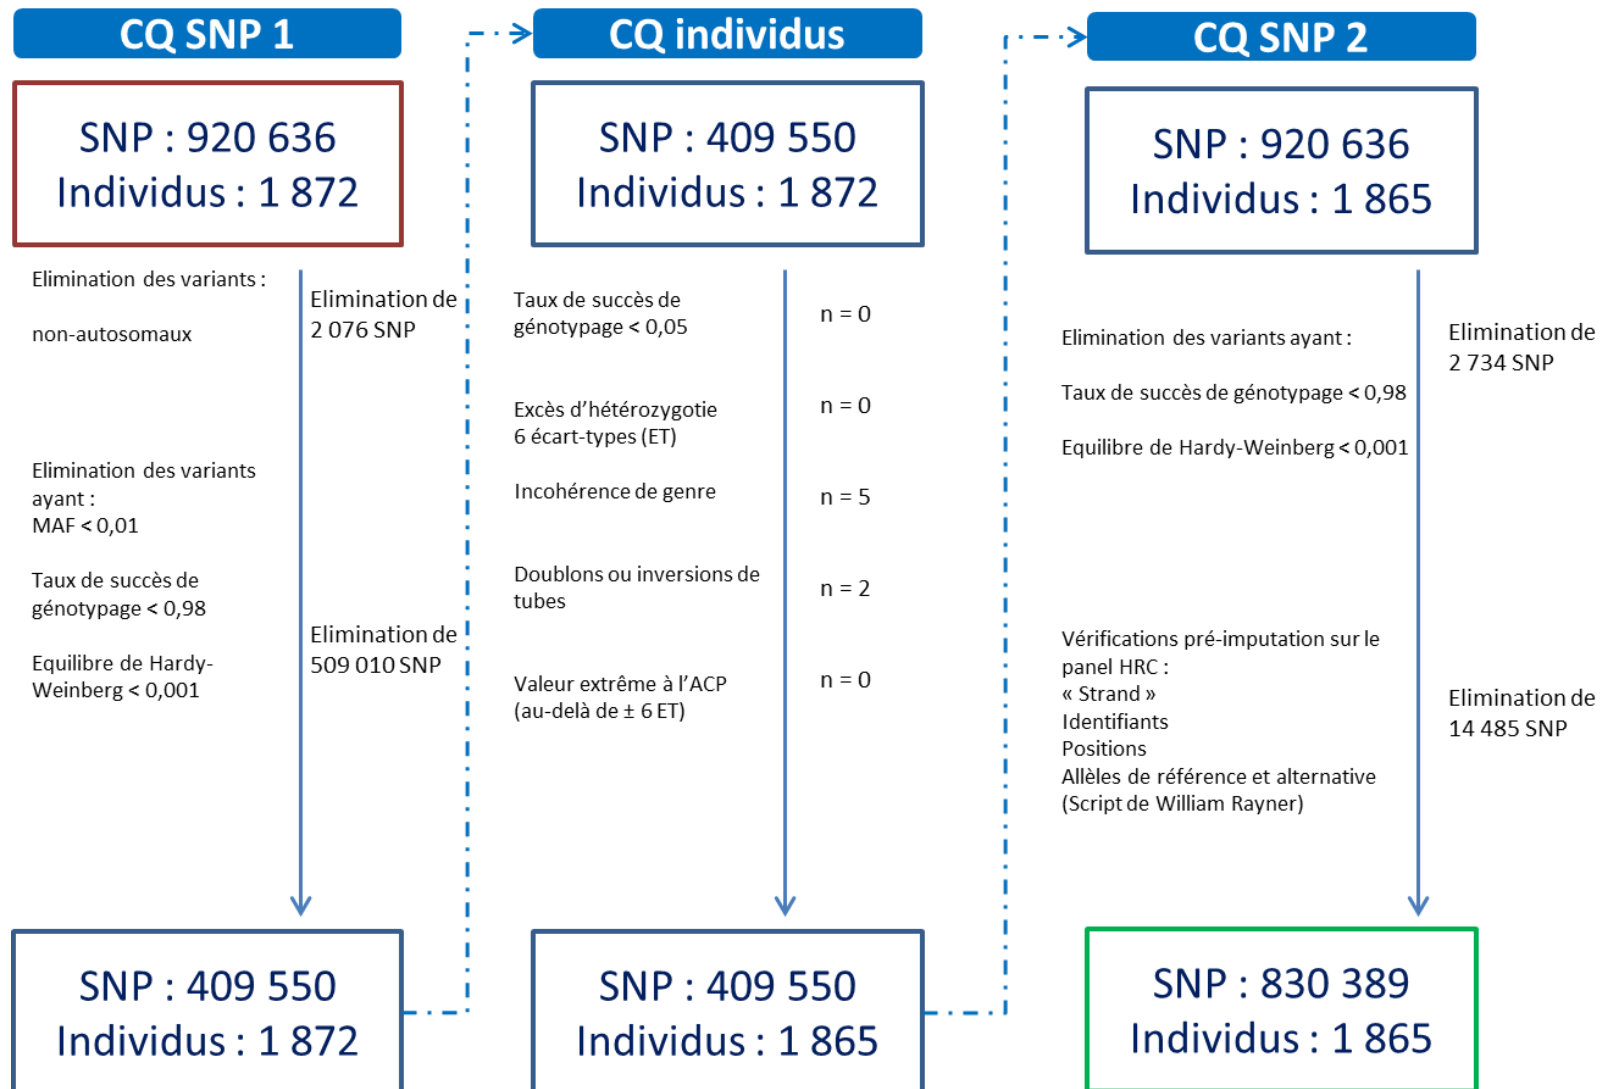 CQ SNP 1
SNP : 920 636
Individus : 1 872
Elimination des variants :
non-autosomaux
Elimination de
2 076 SNP
Elimination des variants
ayant :
MAF < 0,01
Taux de succès de
génotypage < 0,98
Equilibre de Hardy-
Weinberg < 0,001
Elimination de
509 010 SNP
SNP : 409 550
Individus : 1 872
CQ individus
SNP : 409 550
Individus : 1 872
Taux de succès de
génotypage < 0,05
n = 0
Excès d’hétérozygotie
6 écart-types (ET)
n = 0
Incohérence de genre
n = 5
Doublons ou inversions de
tubes
n = 2
Valeur extrême à l’ACP
(au-delà de ± 6 ET)
n = 0
SNP : 409 550
Individus : 1 865
CQ SNP 2
SNP : 920 636
Individus : 1 865
Elimination des variants ayant :
Taux de succès de génotypage < 0,98
Equilibre de Hardy-Weinberg < 0,001
Elimination de
2 734 SNP
Vérifications pré-imputation sur le
panel HRC :
« Strand »
Identifiants
Positions
Allèles de référence et alternative
(Script de William Rayner)
Elimination de
14 485 SNP
SNP : 830 389
Individus : 1 865